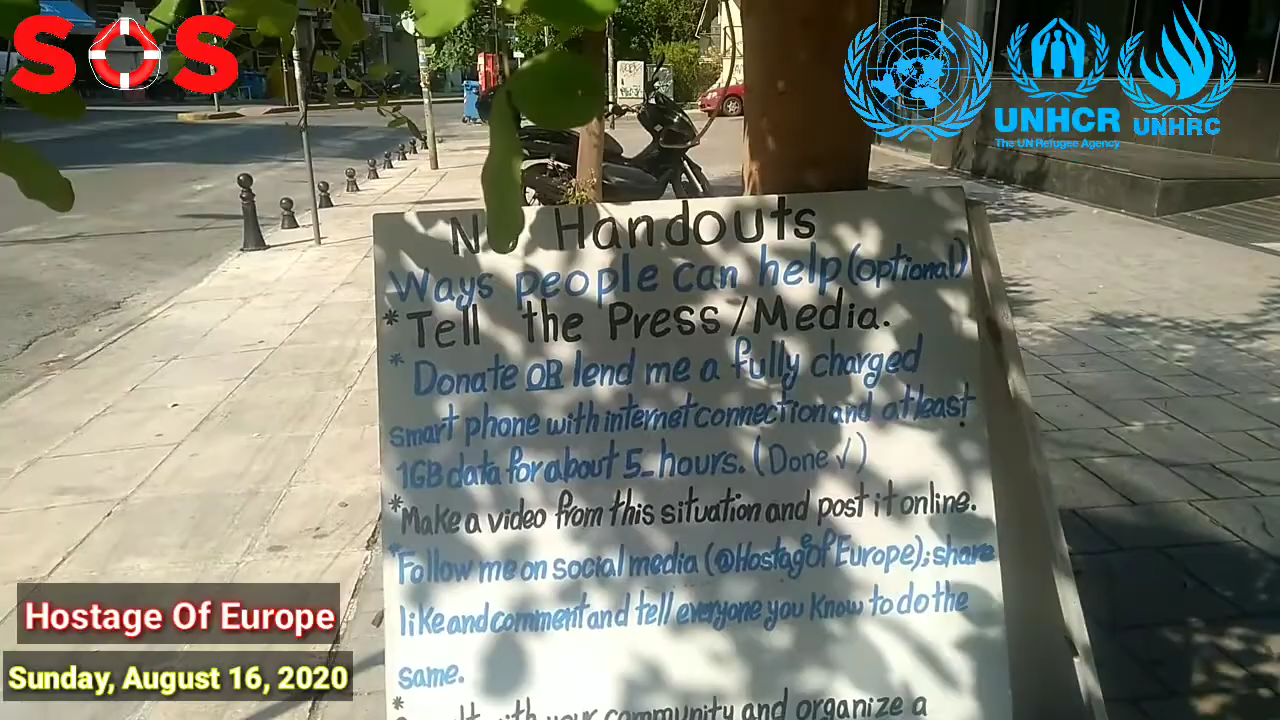 SOS
UNHCR
The UN Refugee Agency
UNHRC
Handouts
Ways people can help (optional)
*Tell the Press/Media.
* Donate OR lend me a fully charged
smart phone with internet connection and at least
1GB data for about 5_hours. (Done √)
*Make a video from this situation and post it online.
*Follow me on social media (@HostageofEurope); share
like and comment and tell everyone you know to do the
same.
*
with your community and organize a
Hostage Of Europe
Sunday, August 16, 2020